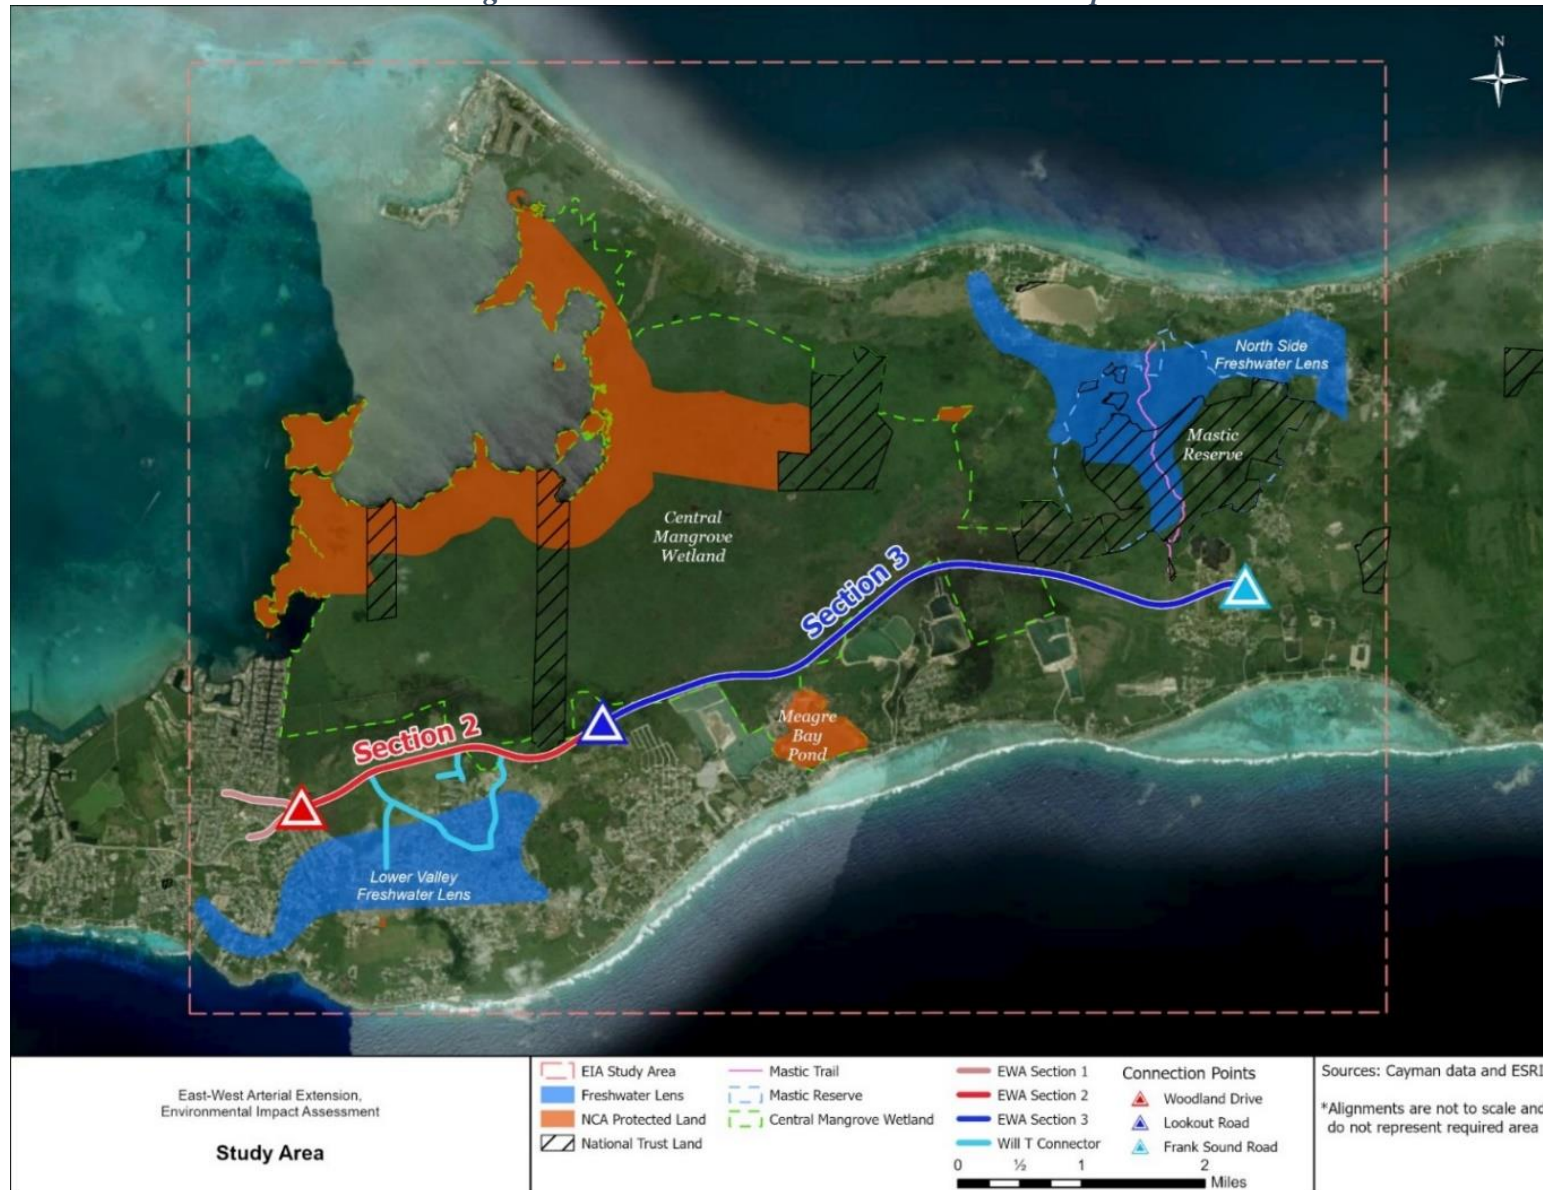 N
North Side
Freshwater Lens
Mastic
Reserve
Central
Mangrove
Wetland
Section 3
Meagre
Bay
Pond
Section 2
Lower Valley
Freshwater Lens
East-West Arterial Extension,
Environmental Impact Assessment
Study Area
EIA Study Area
Freshwater Lens
NCA Protected Land
National Trust Land
Mastic Trail
Mastic Reserve
Central Mangrove Wetland
EWA Section 1
EWA Section 2
EWA Section 3
Will T Connector
Connection Points
Woodland Drive
Lookout Road
Frank Sound Road
0 ½ 1 2
Miles
Sources: Cayman data and ESRI
*Alignments are not to scale and
do not represent required area